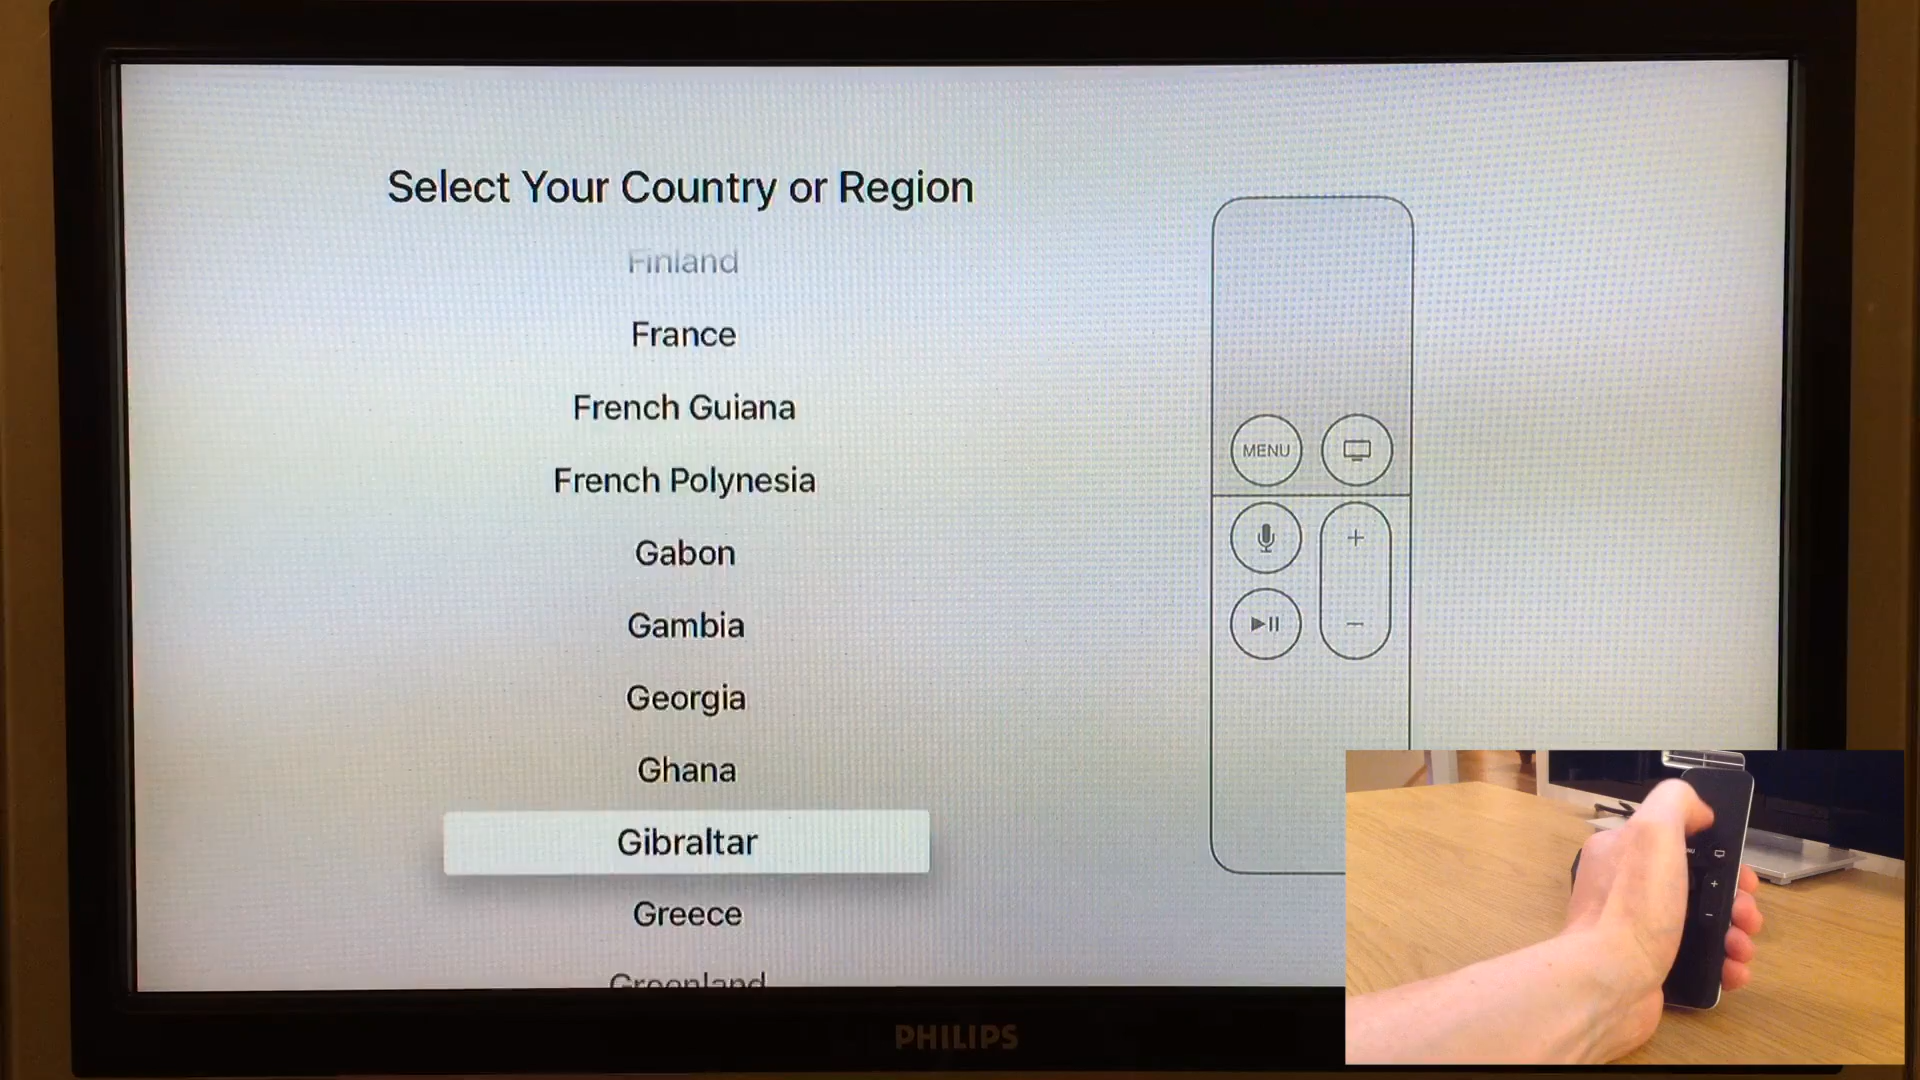 Select Your Country or Region
Finland
France
French Guiana
French Polynesia
Gabon
Gambia
Georgia
Ghana
Gibraltar
Greece
Greenland
MENU
+
−
PHILIPS
+
−